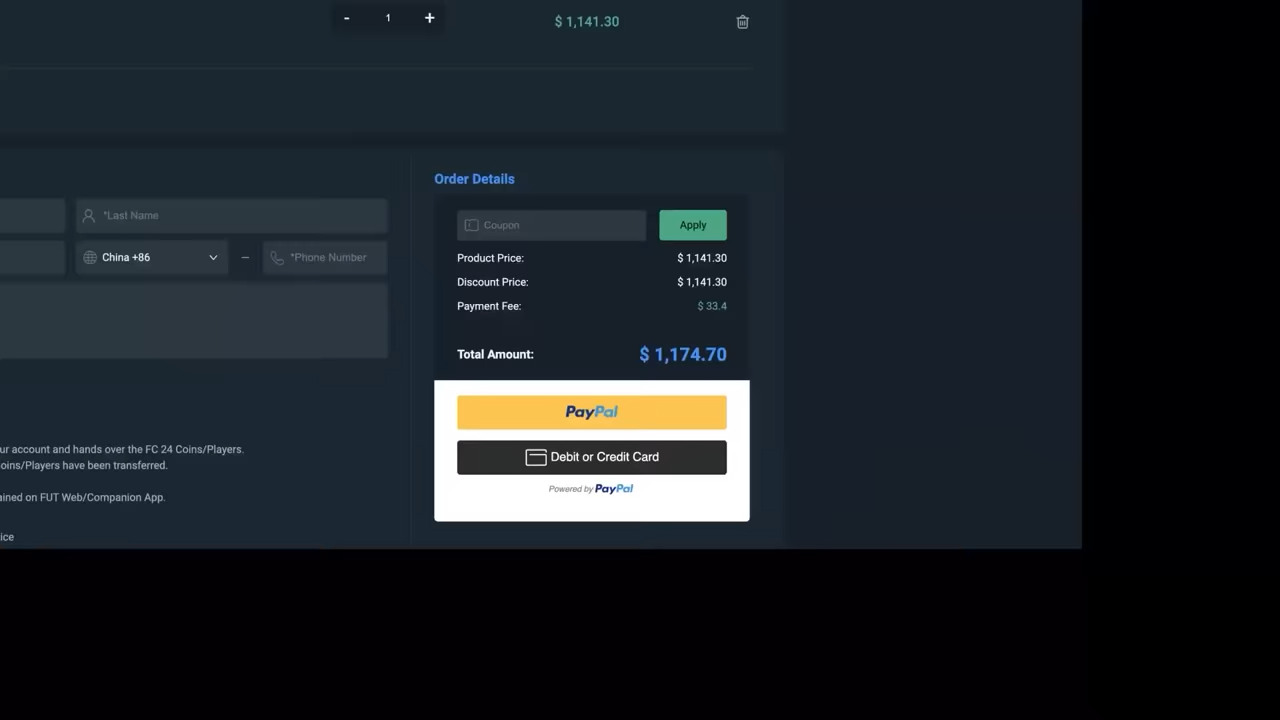 - 1 + $ 1,141.30
Order Details
*Last Name
Coupon Apply
China +86 – *Phone Number
Product Price: $ 1,141.30
Discount Price: $ 1,141.30
Payment Fee: $ 33.4
Total Amount: $ 1,174.70
PayPal
Debit or Credit Card
Powered by PayPal
ur account and hands over the FC 24 Coins/Players.
oins/Players have been transferred.
ained on FUT Web/Companion App.
ice